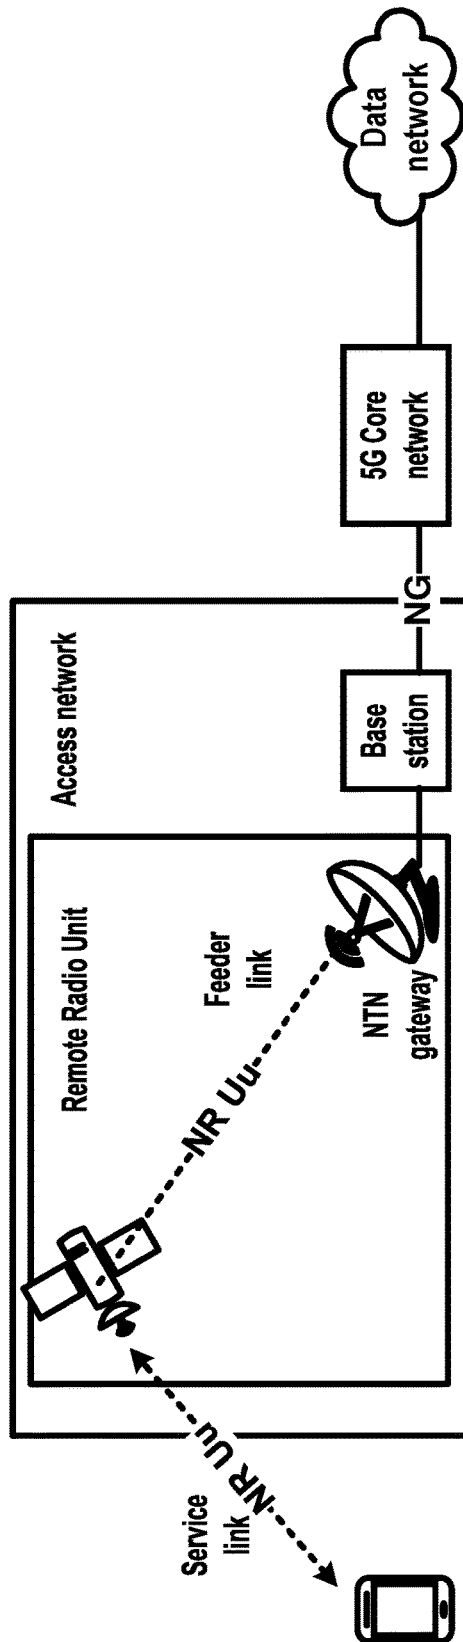 Service
link
NR Uu
Remote Radio Unit
NR Uu
Feeder
link
NTN
gateway
Access network
Base
station
NG
5G Core
network
Data
network